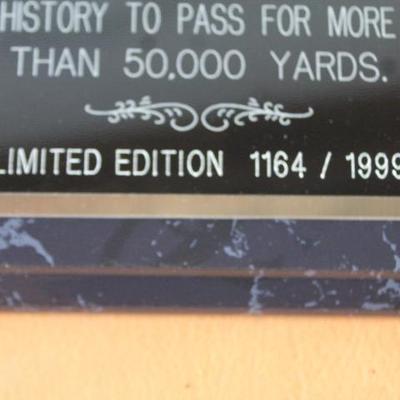 HISTORY TO PASS FOR MORE
THAN 50,000 YARDS.
LIMITED EDITION 1164 / 1999